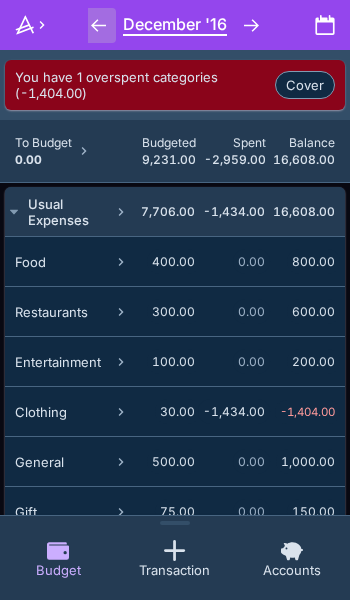 December '16
You have 1 overspent categories
(-1,404.00)
Cover
To Budget Budgeted Spent Balance
0.00 9,231.00 -2,959.00 16,608.00
Usual
Expenses 7,706.00 -1,434.00 16,608.00
Food 400.00 0.00 800.00
Restaurants 300.00 0.00 600.00
Entertainment 100.00 0.00 200.00
Clothing 30.00 -1,434.00 -1,404.00
General 500.00 0.00 1,000.00
Gift 75.00 0.00 150.00
Budget Transaction Accounts